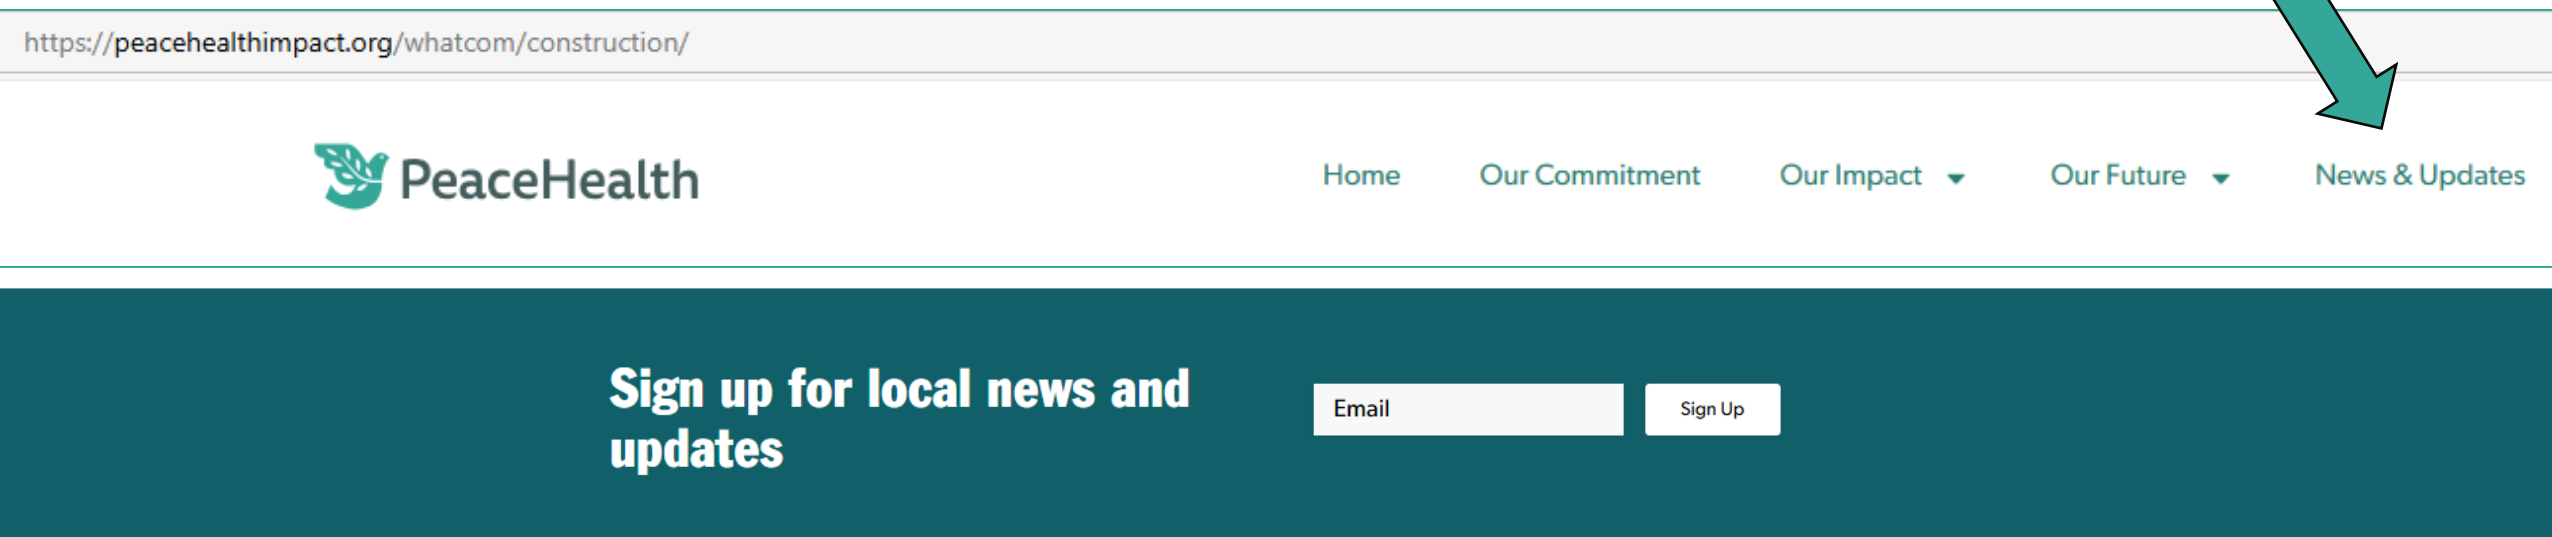 https://peacehealthimpact.org/whatcom/construction/
PeaceHealth
Home Our Commitment Our Impact Our Future News & Updates
Sign up for local news and
updates
Email Sign Up